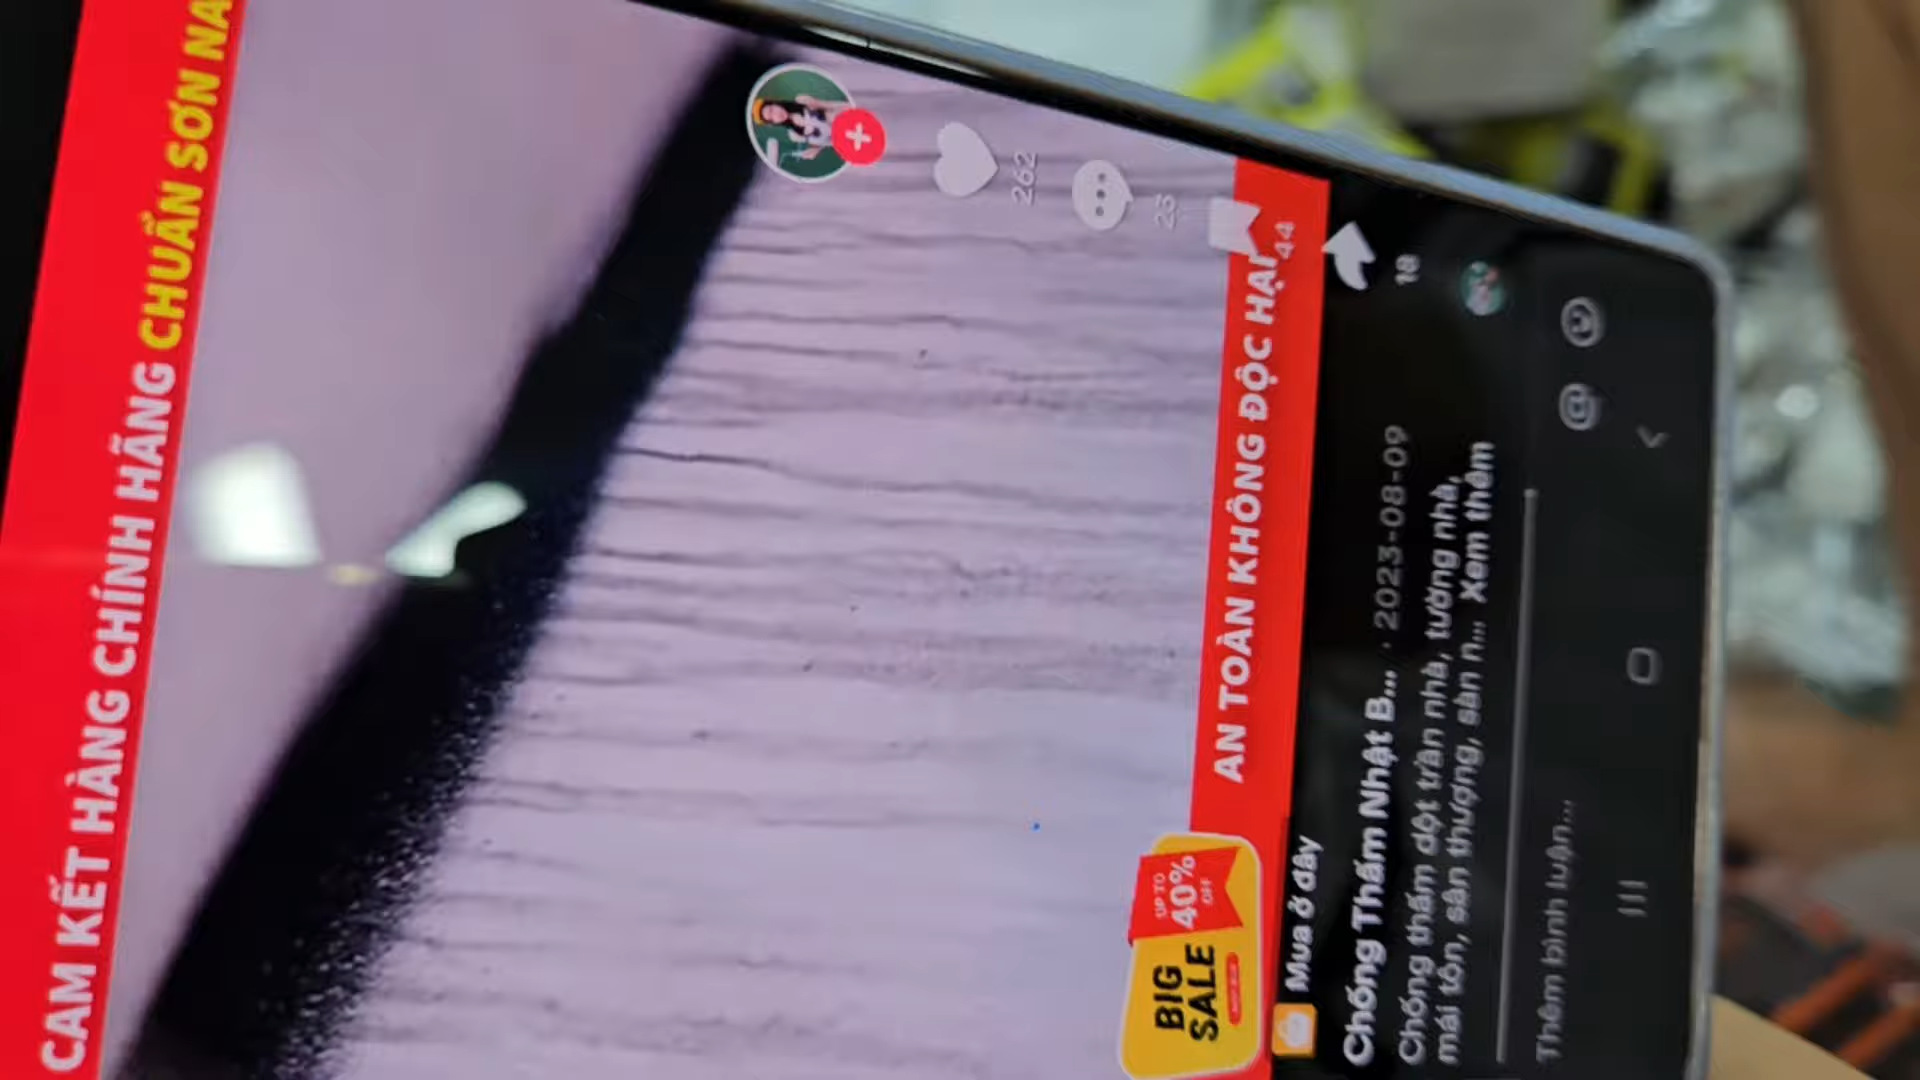 CAM KẾT HÀNG CHÍNH HÃNG CHUẨN SƠN NA
262
25
44
18
AN TOÀN KHÔNG ĐỘC HẠI
UP TO
40%
OFF
BIG
SALE
Mua ở đây
Chống Thấm Nhật B... · 2023-08-09
Chống thấm dột trần nhà, tường nhà,
mái tôn, sân thượng, sàn n... Xem thêm
Thêm bình luận...